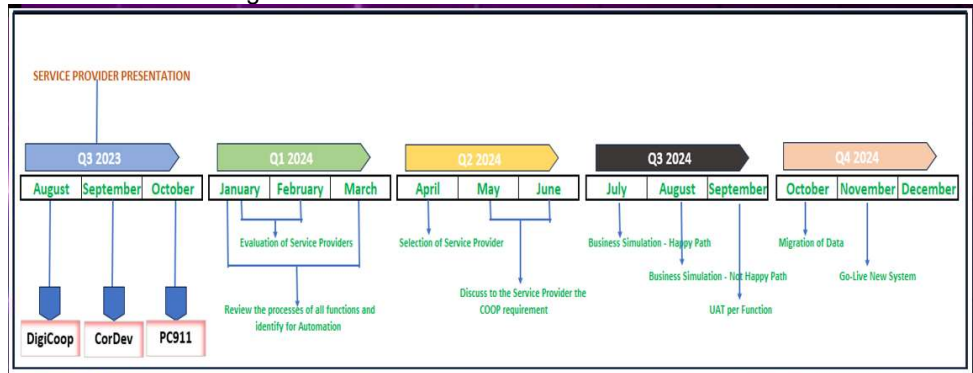 SERVICE PROVIDER PRESENTATION
Q3 2023
Q1 2024
Q2 2024
Q3 2024
Q4 2024
August September October
January February March
April May June
July August September
October November December
Evaluation of Service Providers
Selection of Service Provider
Business Simulation - Happy Path
Migration of Data
Business Simulation - Not Happy Path
Go-Live New System
Discuss to the Service Provider the
COOP requirement
Review the processes of all functions and
identify for Automation
UAT per Function
DigiCoop
CorDev
PC911